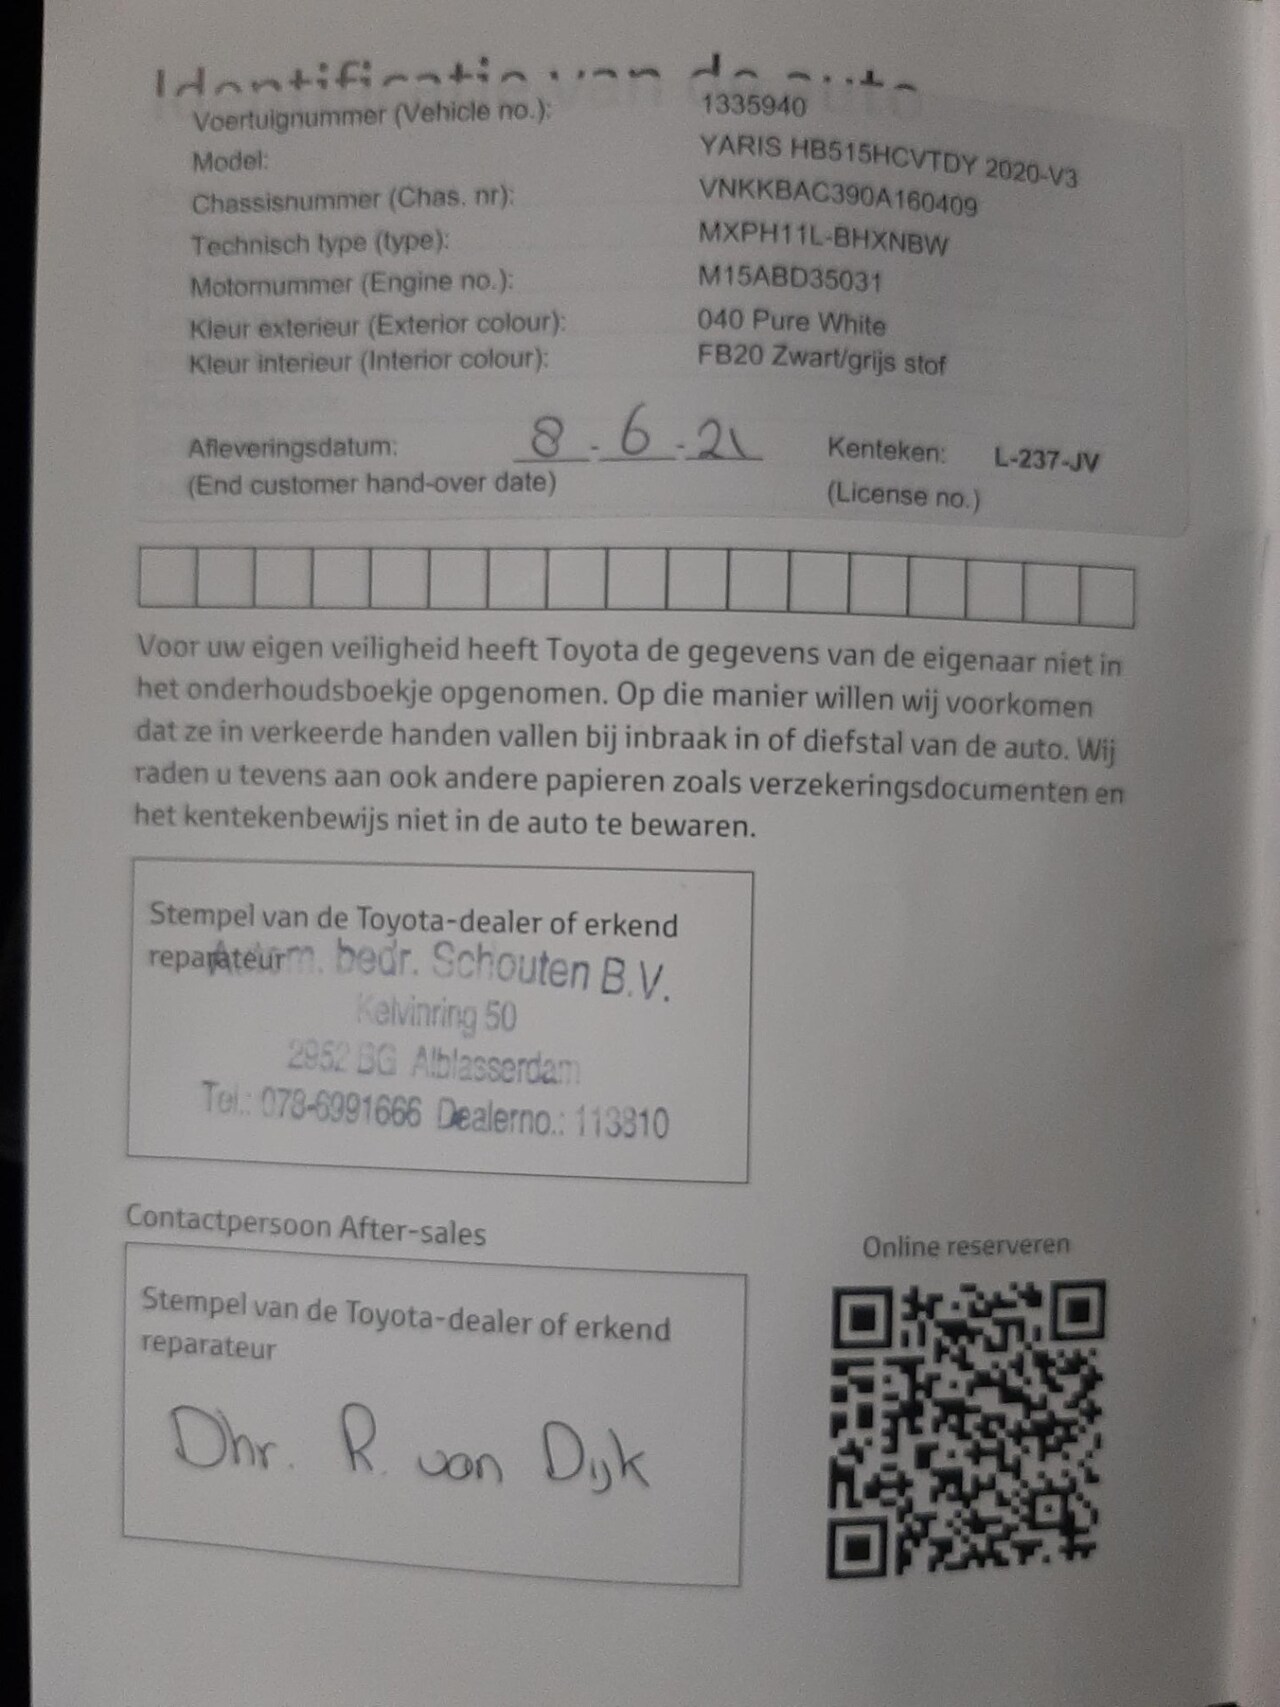 Identificatie van de auto
Voertuignummer (Vehicle no.): 1335940
Model: YARIS HB515HCVTDY 2020-V3
Chassisnummer (Chas. nr): VNKKBAC390A160409
Technisch type (type): MXPH11L-BHXNBW
Motornummer (Engine no.): M15ABD35031
Kleur exterieur (Exterior colour): 040 Pure White
Kleur interieur (Interior colour): FB20 Zwart/grijs stof
Afleveringsdatum: 8-6-21 Kenteken: L-237-JV
(End customer hand-over date) (License no.)
Voor uw eigen veiligheid heeft Toyota de gegevens van de eigenaar niet in
het onderhoudsboekje opgenomen. Op die manier willen wij voorkomen
dat ze in verkeerde handen vallen bij inbraak in of diefstal van de auto. Wij
raden u tevens aan ook andere papieren zoals verzekeringsdocumenten en
het kentekenbewijs niet in de auto te bewaren.
Stempel van de Toyota-dealer of erkend
reparateur
bedr. Schouten B.V.
Kelvinring 50
2952 BG Alblasserdam
Tel.: 078-6991666 Dealerno.: 113810
Contactpersoon After-sales
Stempel van de Toyota-dealer of erkend
reparateur
Dhr. R. van Dijk
Online reserveren